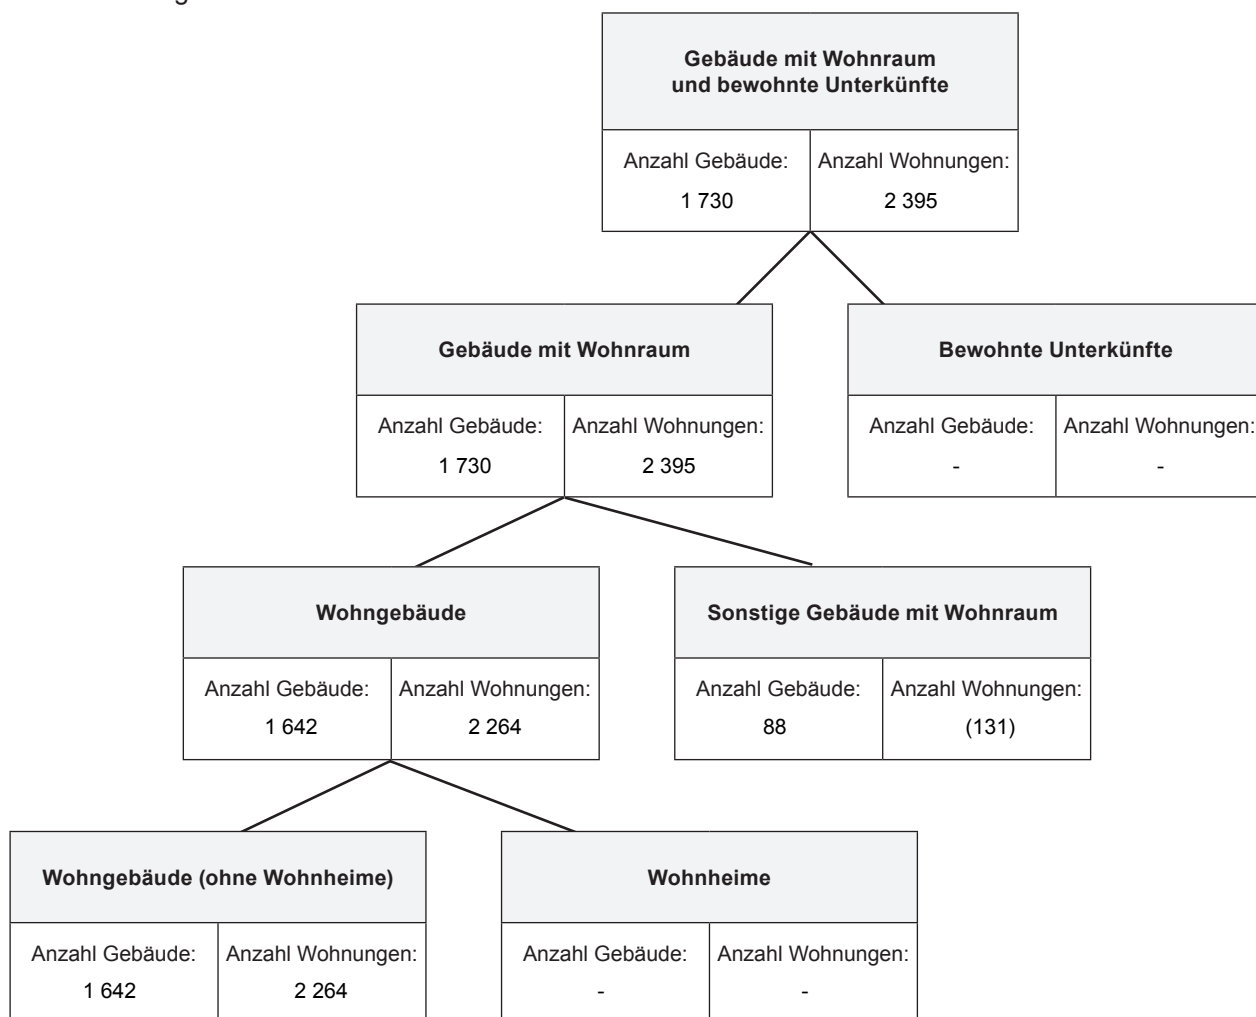 Gebäude mit Wohnraum
und bewohnte Unterkünfte
Anzahl Gebäude: Anzahl Wohnungen:
1 730 2 395
Gebäude mit Wohnraum Bewohnte Unterkünfte
Anzahl Gebäude: Anzahl Wohnungen: Anzahl Gebäude: Anzahl Wohnungen:
1 730 2 395 - -
Wohngebäude Sonstige Gebäude mit Wohnraum
Anzahl Gebäude: Anzahl Wohnungen: Anzahl Gebäude: Anzahl Wohnungen:
1 642 2 264 88 (131)
Wohngebäude (ohne Wohnheime) Wohnheime
Anzahl Gebäude: Anzahl Wohnungen: Anzahl Gebäude: Anzahl Wohnungen:
1 642 2 264 - -